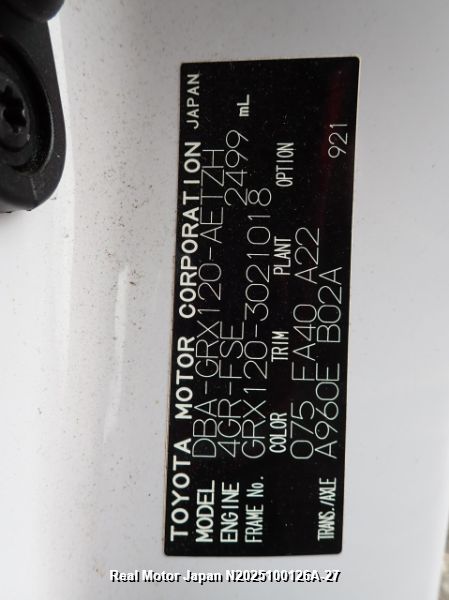 TOYOTA MOTOR CORPORATION JAPAN
MODEL DBA-GRX120-AETZH
ENGINE 4GR-FSE 2499 mL
FRAME No. GRX120-3021018
COLOR TRIM PLANT OPTION
075 FA40 A22
TRANS./AXLE A960E B02A 921
Real Motor Japan N2025100126A-27